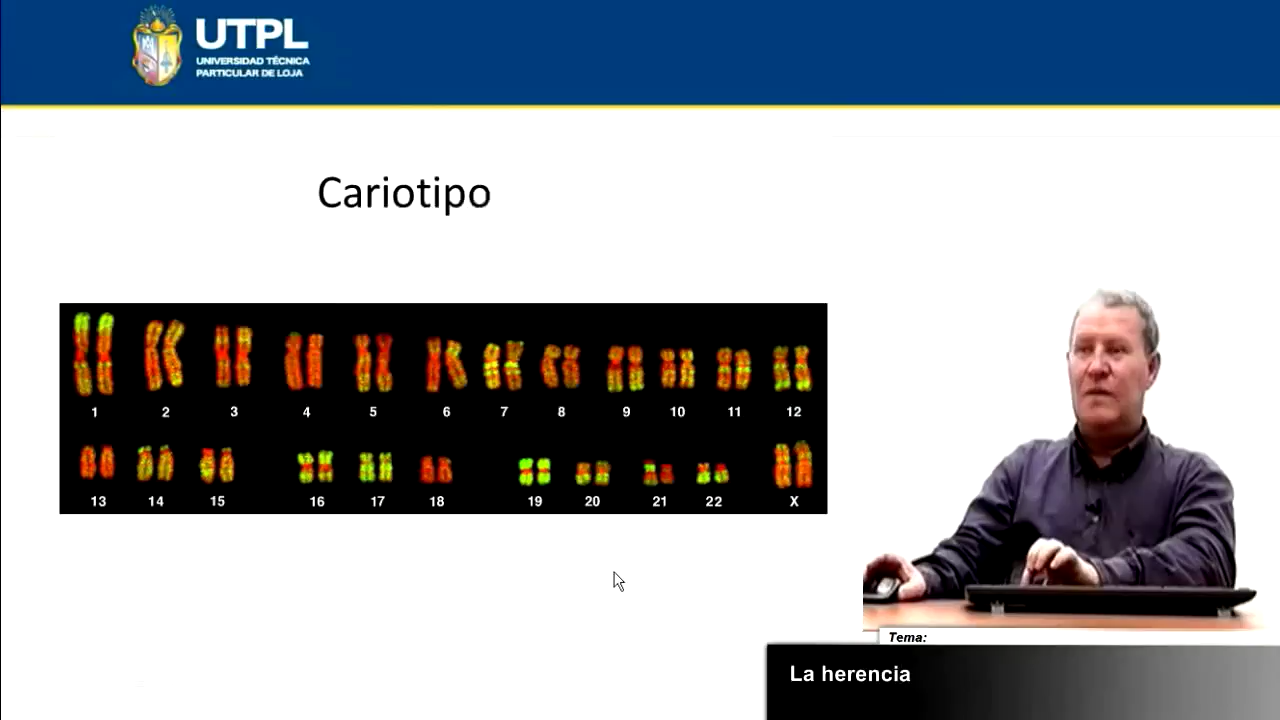 UTPL
UNIVERSIDAD TÉCNICA
PARTICULAR DE LOJA
Cariotipo
1 2 3 4 5 6 7 8 9 10 11 12
13 14 15 16 17 18 19 20 21 22 X
Tema:
La herencia